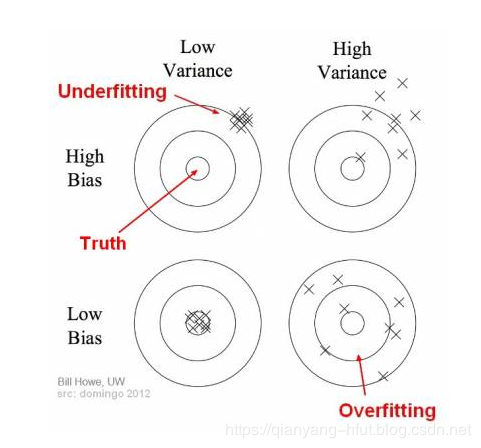 Low
Variance
High
Variance
Underfitting
High
Bias
Truth
Low
Bias
Bill Howe, UW
src: domingo 2012
Overfitting
https://qianyang-hfut.blog.csdn.net